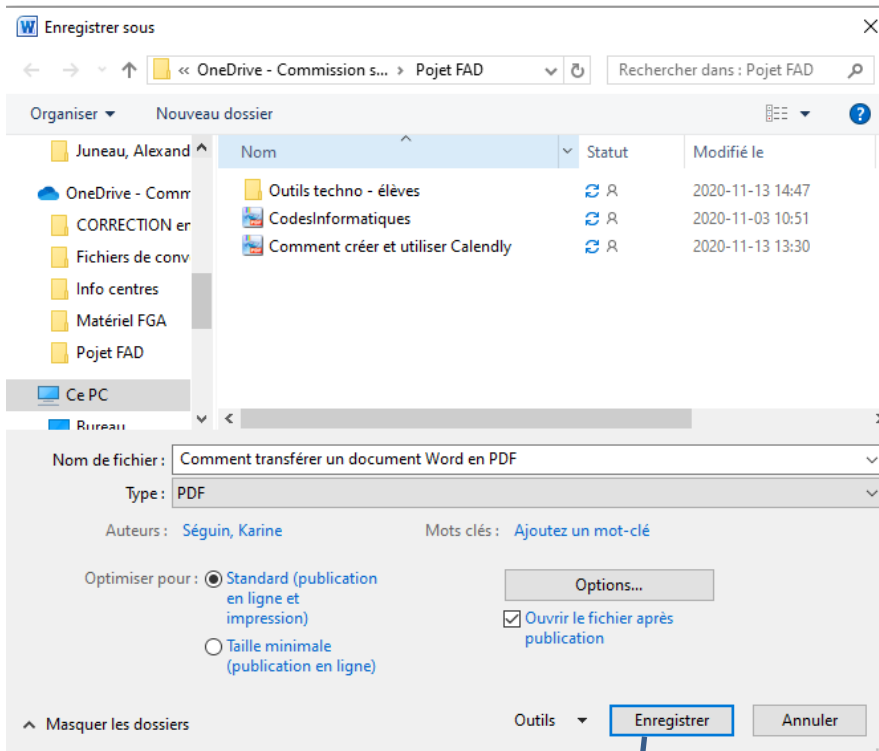 Enregistrer sous
« OneDrive - Commission s... › Pojet FAD
Rechercher dans : Pojet FAD
Organiser
Nouveau dossier
Juneau, Alexand
OneDrive - Comm
CORRECTION er
Fichiers de conv
Info centres
Matériel FGA
Pojet FAD
Ce PC
Bureau
Nom Statut Modifié le
Outils techno - élèves 2020-11-13 14:47
CodesInformatiques 2020-11-03 10:51
Comment créer et utiliser Calendly 2020-11-13 13:30
Nom de fichier : Comment transférer un document Word en PDF
Type : PDF
Auteurs : Séguin, Karine
Mots clés : Ajoutez un mot-clé
Optimiser pour : Standard (publication
en ligne et
impression)
Taille minimale
(publication en ligne)
Options...
Ouvrir le fichier après
publication
Masquer les dossiers
Outils
Enregistrer
Annuler